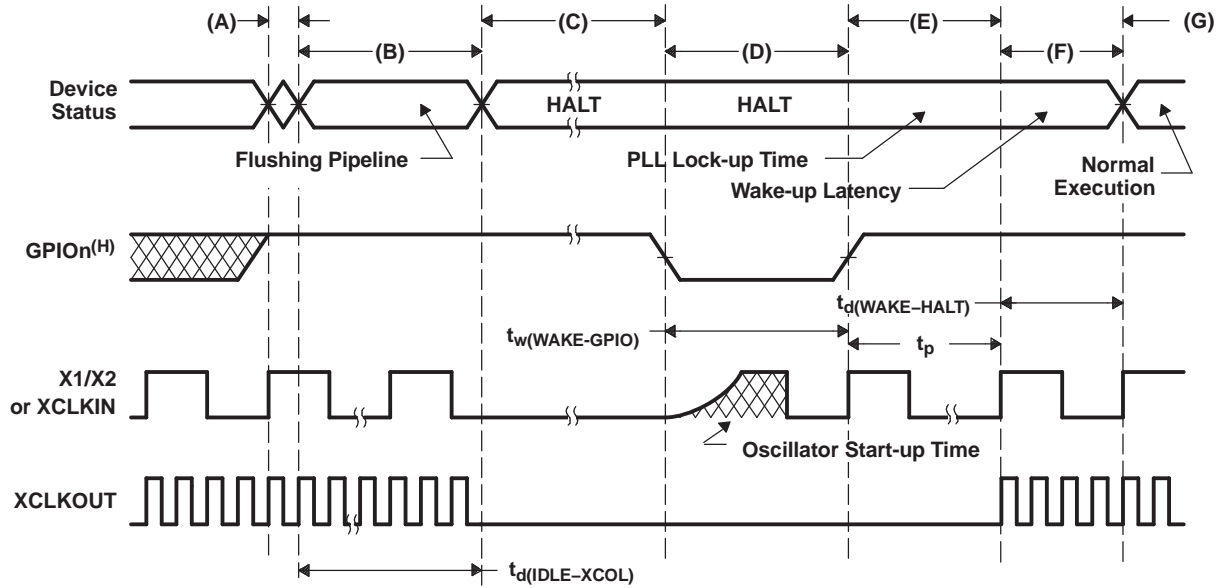 (A)
(C)
(E)
(G)
(B)
(D)
(F)
Device
Status
HALT
HALT
Flushing Pipeline
PLL Lock-up Time
Wake-up Latency
Normal
Execution
GPIOn(H)
td(WAKE–HALT)
tw(WAKE-GPIO)
tp
X1/X2
or XCLKIN
Oscillator Start-up Time
XCLKOUT
td(IDLE–XCOL)